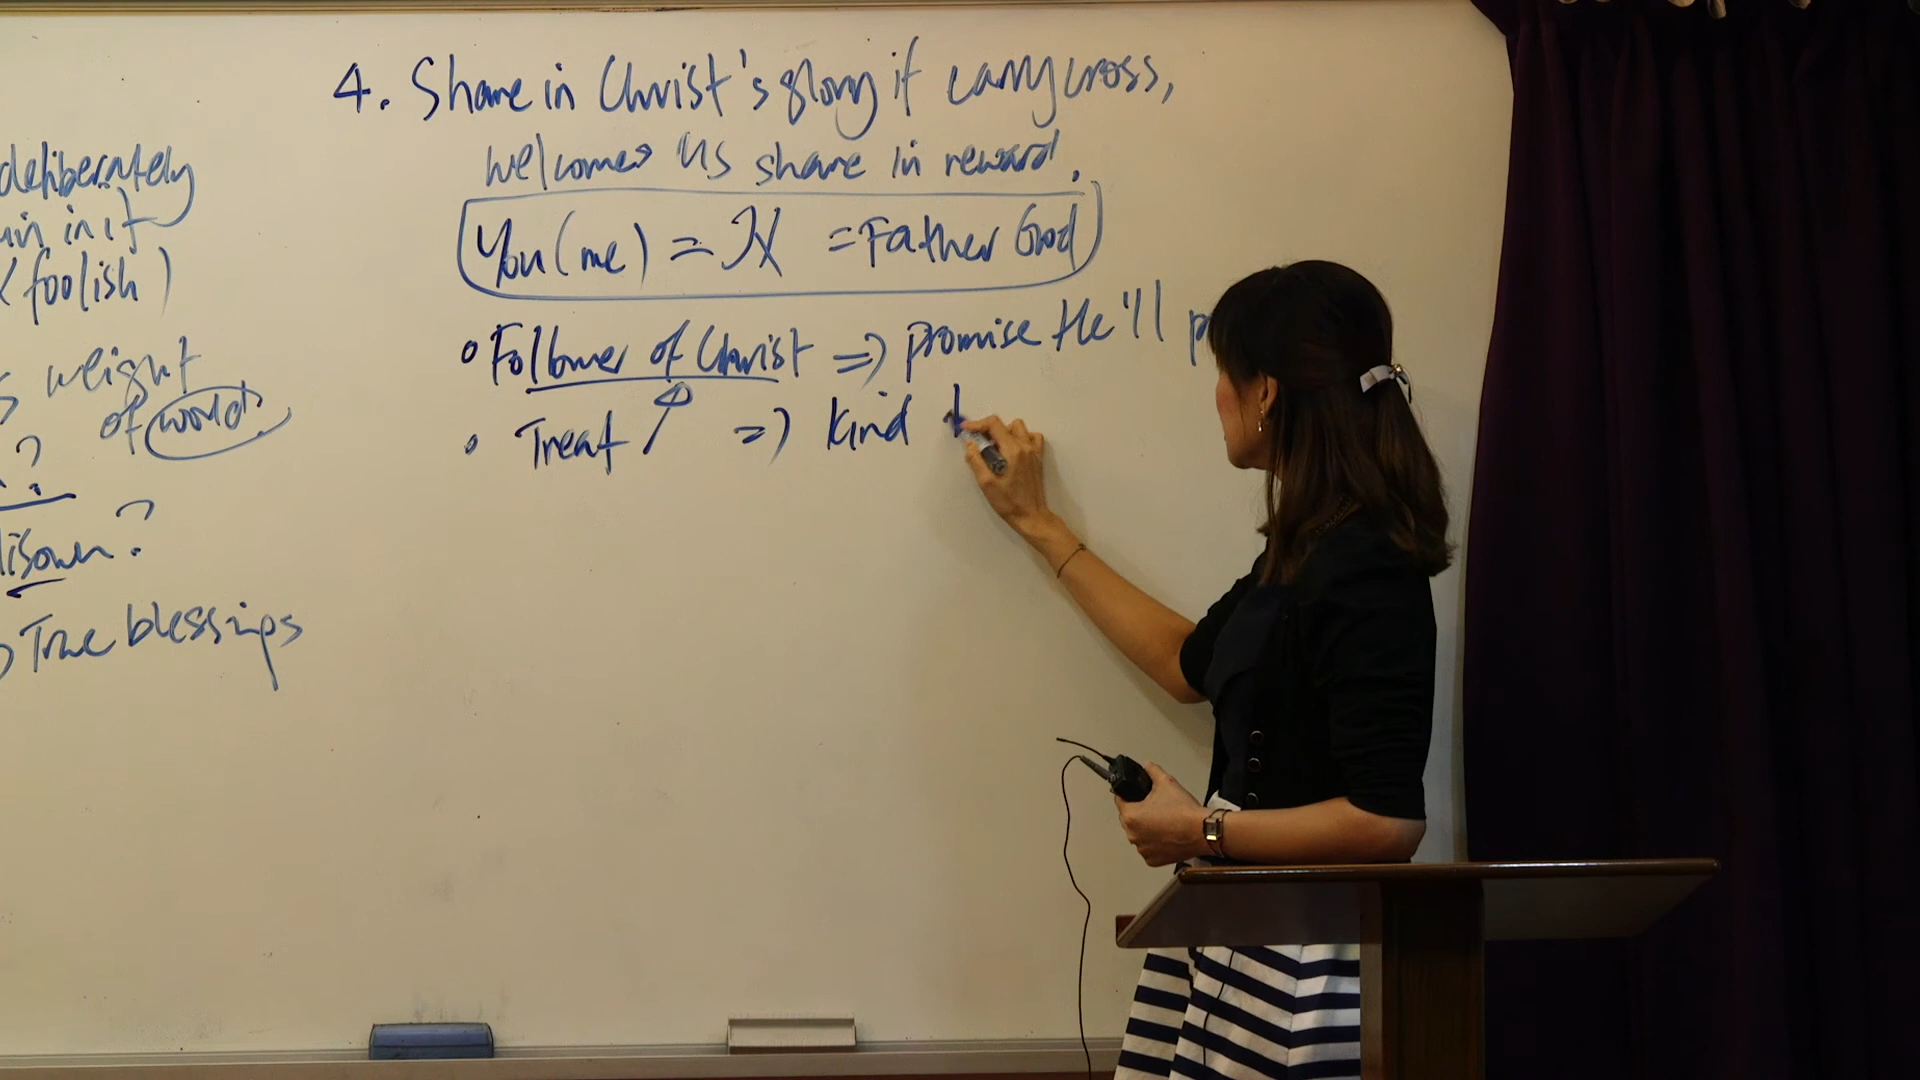 deliberately
in it
(foolish)
weight
of world?
?
?
disown?
True blessings
4. Share in Christ's glory if carry cross,
welcomes us share in reward.
You (me) = = Father God
• Follower of Christ => promise He'll
• Treat => kind